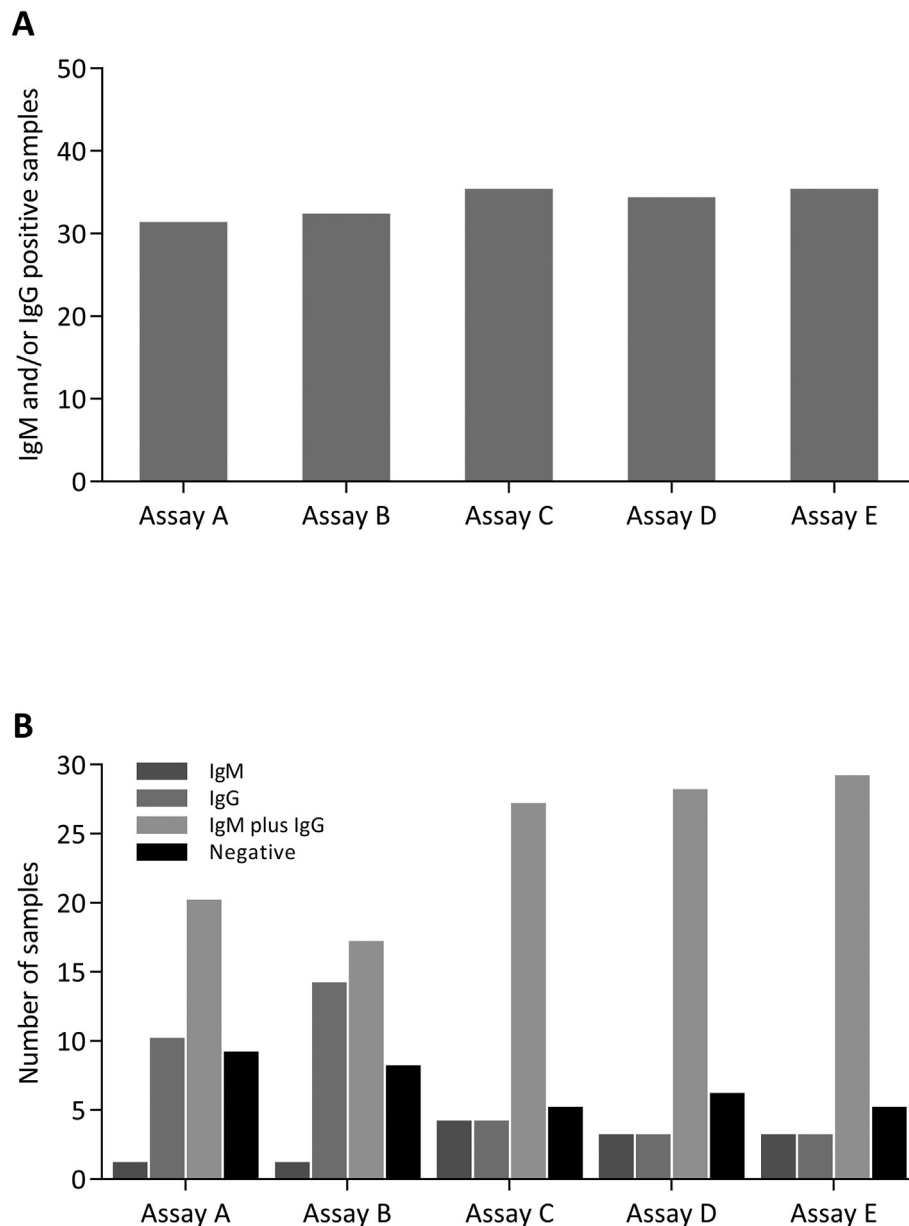 A
IgM and/or IgG positive samples
50
40
30
20
10
0
Assay A Assay B Assay C Assay D Assay E
B
Number of samples
30
25
20
15
10
5
0
IgM
IgG
IgM plus IgG
Negative
Assay A Assay B Assay C Assay D Assay E